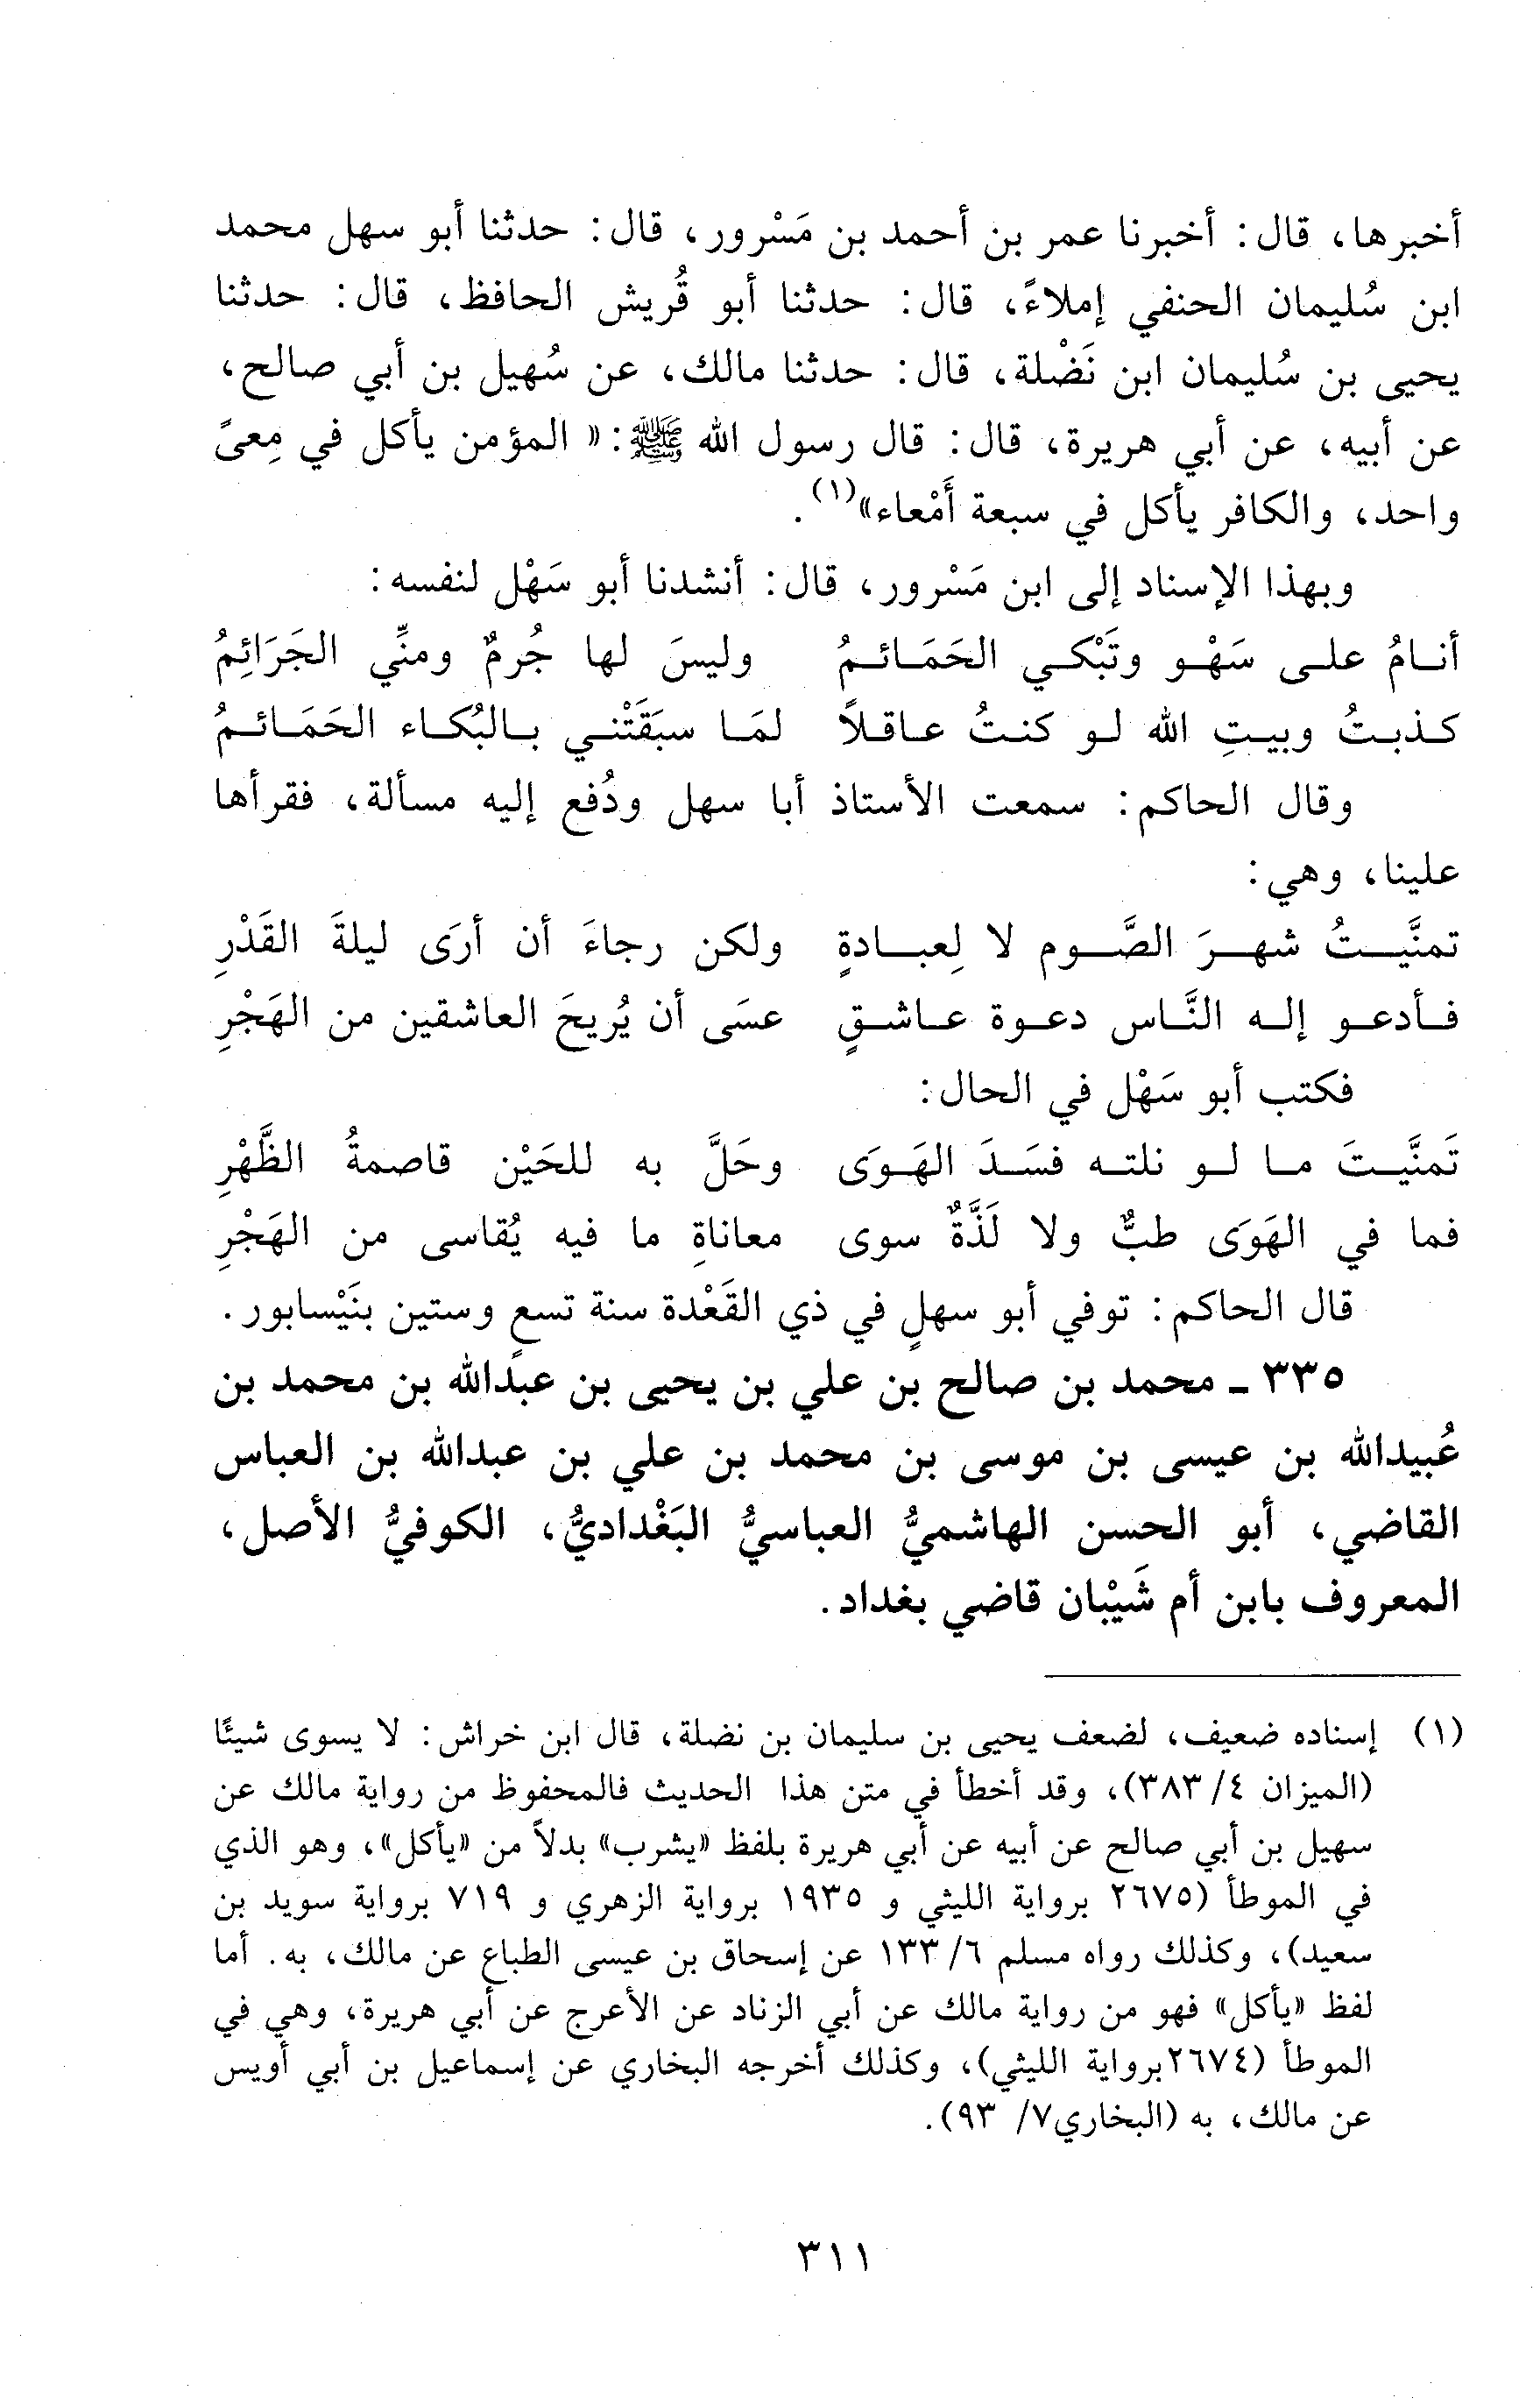 أخبرها، قال: أخبرنا عمر بن أحمد بن مَسْرور، قال: حدثنا أبو سهل محمد
ابن سُليمان الحنفي إملاءً، قال: حدثنا أبو قُريش الحافظ، قال: حدثنا
يحيى بن سُليمان ابن نَضْلة، قال: حدثنا مالك، عن سُهيل بن أبي صالح،
عن أبيه، عن أبي هريرة، قال: قال رسول الله ﷺ: « المؤمن يأكل في مِعىً
واحد، والكافر يأكل في سبعة أَمْعاء»(١).
وبهذا الإسناد إلى ابن مَسْرور، قال: أنشدنا أبو سَهْل لنفسه:
أنـامُ علـى سَهْـو وتَبْكـي الحَمَـائـمُ وليسَ لها جُرمٌ ومنِّي الجَرَائِمُ
كـذبـتُ وبيـتِ الله لـو كنـتُ عـاقـلاً لمَـا سبَقَتْنـي بـالبُكـاء الحَمَـائـمُ
وقال الحاكم: سمعت الأستاذ أبا سهل ودُفع إليه مسألة، فقرأها
علينا، وهي:
تمنَّيـتُ شهـرَ الصَّـوم لا لِعبـادةٍ ولكن رجاءَ أن أرَى ليلةَ القَدْرِ
فـأدعـو إلـه النَّـاس دعـوة عـاشـقٍ عسَى أن يُريحَ العاشقين من الهَجْرِ
فكتب أبو سَهْل في الحال:
تَمنَّيـتَ مـا لـو نلتـه فسَـدَ الهَـوَى وحَلَّ به للحَيْن قاصمةُ الظَّهْرِ
فما في الهَوَى طبٌّ ولا لَذَّةٌ سوى معاناةِ ما فيه يُقاسى من الهَجْرِ
قال الحاكم: توفي أبو سهلٍ في ذي القَعْدة سنة تسعٍ وستين بنَيْسابور.
٣٣٥ ـ محمد بن صالح بن علي بن يحيى بن عبدالله بن محمد بن
عُبيدالله بن عيسى بن موسى بن محمد بن علي بن عبدالله بن العباس
القاضي، أبو الحسن الهاشميُّ العباسيُّ البَغْداديُّ، الكوفيُّ الأصل،
المعروف بابن أم شَيْبان قاضي بغداد.
(١) إسناده ضعيف، لضعف يحيى بن سليمان بن نضلة، قال ابن خراش: لا يسوى شيئًا
(الميزان ٤/ ٣٨٣)، وقد أخطأ في متن هذا الحديث فالمحفوظ من رواية مالك عن
سهيل بن أبي صالح عن أبيه عن أبي هريرة بلفظ «يشرب» بدلاً من «يأكل»، وهو الذي
في الموطأ (٢٦٧٥ برواية الليثي و ١٩٣٥ برواية الزهري و ٧١٩ برواية سويد بن
سعيد)، وكذلك رواه مسلم ٦/ ١٣٣ عن إسحاق بن عيسى الطباع عن مالك، به. أما
لفظ «يأكل» فهو من رواية مالك عن أبي الزناد عن الأعرج عن أبي هريرة، وهي في
الموطأ (٢٦٧٤برواية الليثي)، وكذلك أخرجه البخاري عن إسماعيل بن أبي أويس
عن مالك، به (البخاري٧/ ٩٣).
٣١١